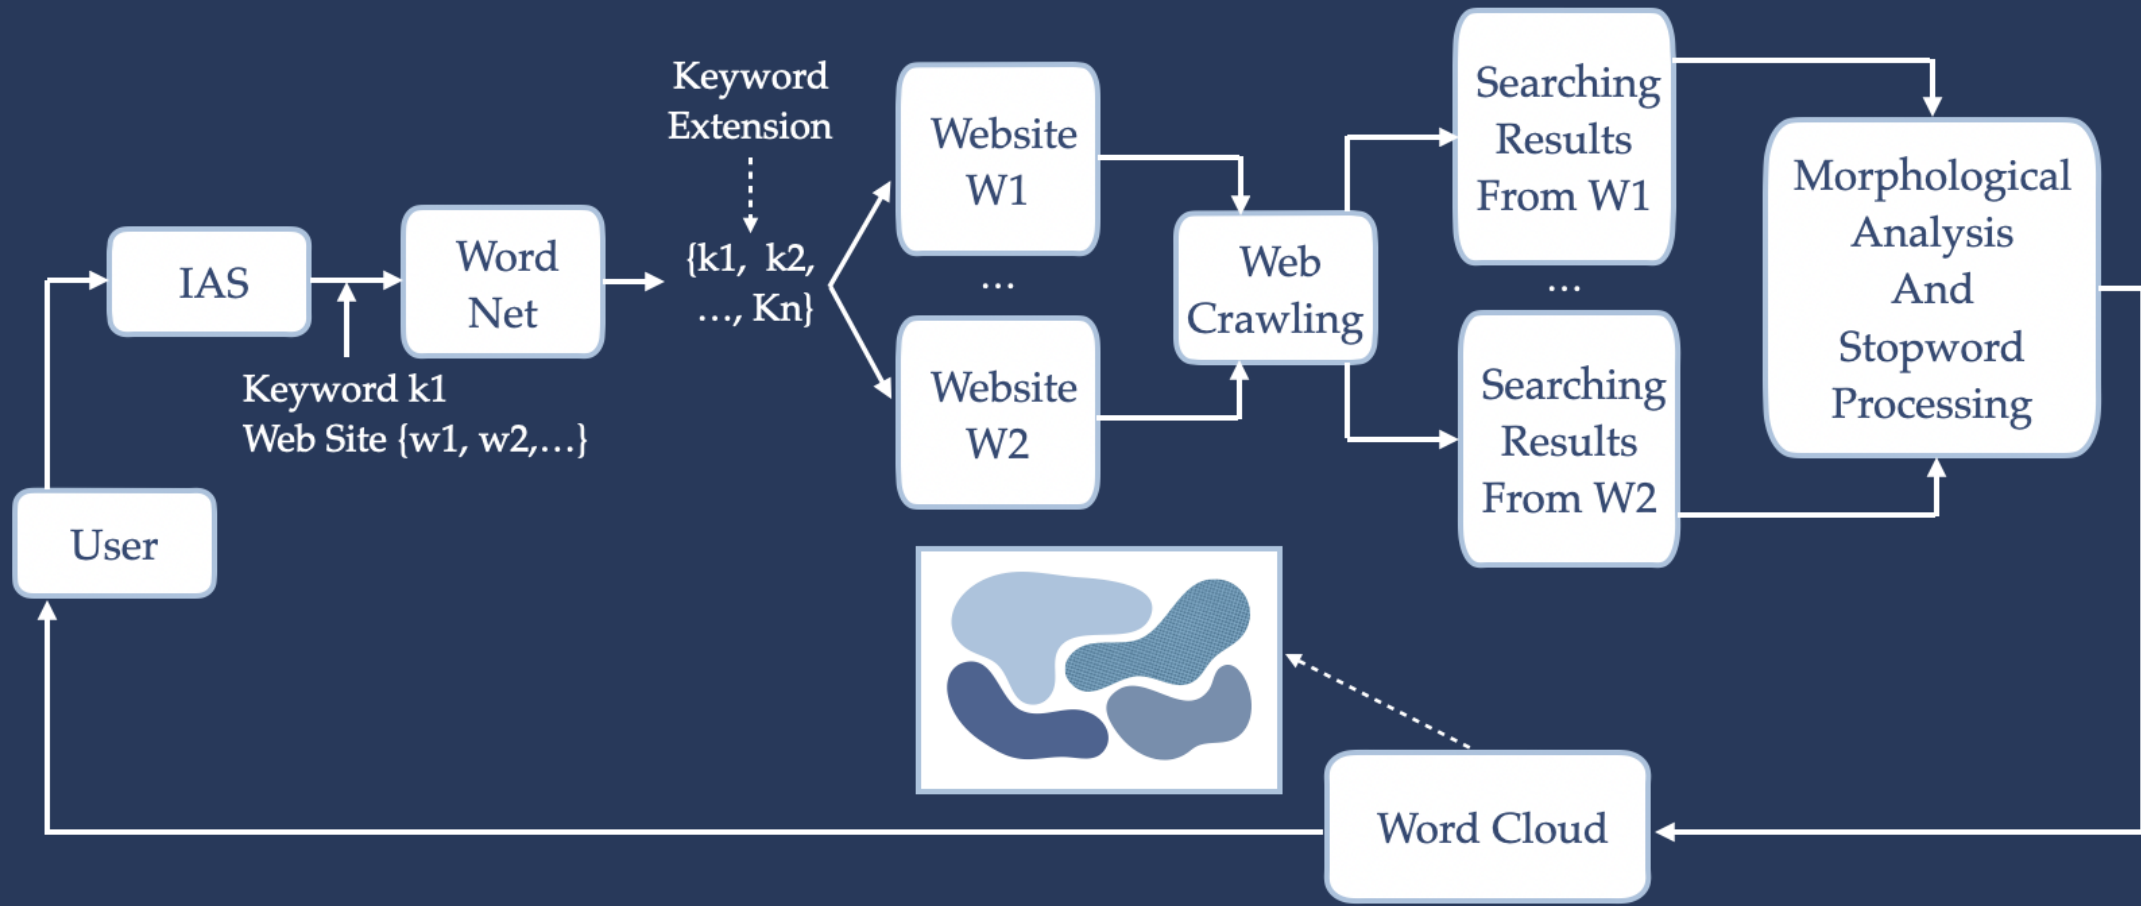 User
IAS
Keyword k1
Web Site {w1, w2,...}
Word
Net
Keyword
Extension
{k1, k2,
..., Kn}
Website
W1
...
Website
W2
Web
Crawling
Searching
Results
From W1
...
Searching
Results
From W2
Morphological
Analysis
And
Stopword
Processing
Word Cloud